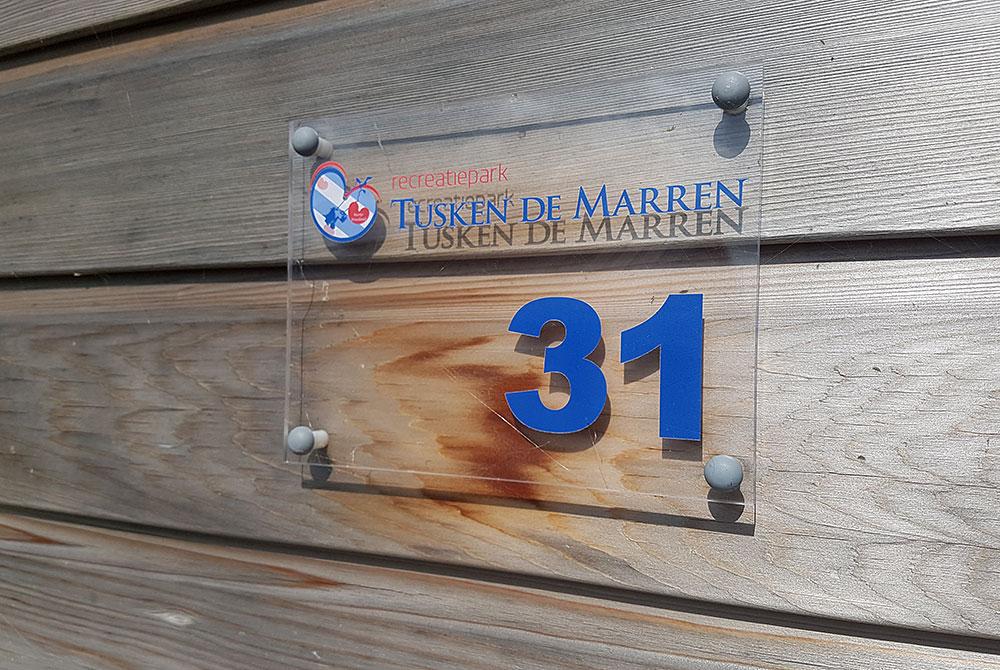 recreatiepark
TUSKEN DE MARREN
31